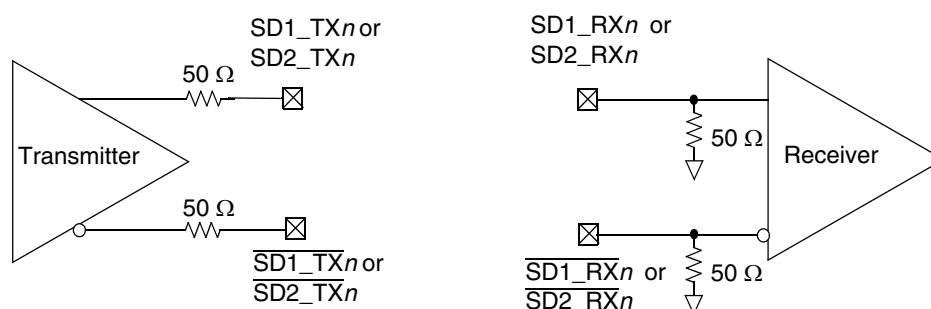 SD1_TXn or
SD2_TXn
50 Ω
Transmitter
50 Ω
SD1_TXn or
SD2_TXn
SD1_RXn or
SD2_RXn
50 Ω
Receiver
SD1_RXn or
SD2_RXn
50 Ω